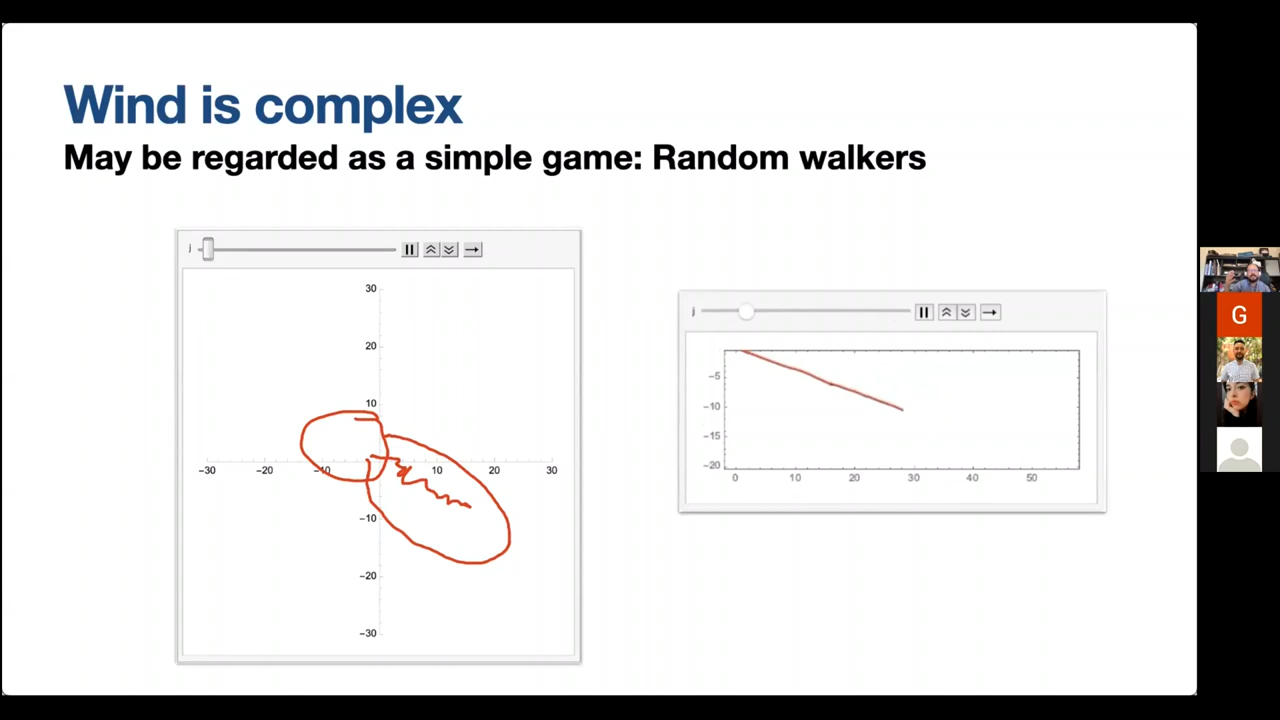 Wind is complex
May be regarded as a simple game: Random walkers
j
30
20
10
-30 -20 -10 10 20 30
-10
-20
-30
j
-5
-10
-15
-20
0 10 20 30 40 50
G